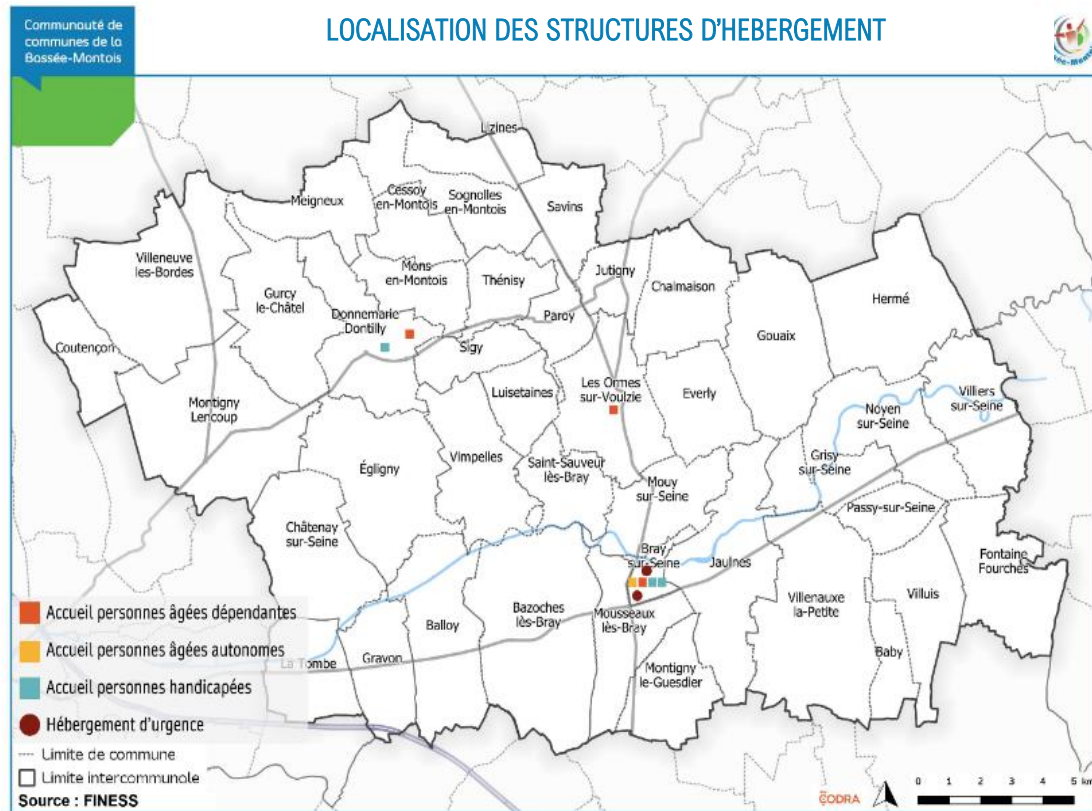 Communauté de
communes de la
Bassée-Montois
LOCALISATION DES STRUCTURES D'HEBERGEMENT
Lizines
Cessoy
en-Montois
Sognolles
en-Montois
Meigneux
Savins
Villeneuve
les-Bordes
Mons
en-Montois
Thénisy
Jutigny
Chalmaison
Gurcy
le-Châtel
Hermé
Donnemarie
Dontilly
Paroy
Gouaix
Coutençon
Sigy
Luisetaines
Les Ormes
sur-Voulzie
Everly
Villiers
sur-Seine
Montigny
Lencoup
Noyen
sur-Seine
Égligny
Vimpelles
Saint-Sauveur
lès-Bray
Grisy
sur-Seine
Mouy
sur-Seine
Passy-sur-Seine
Châtenay
sur-Seine
Bray
sur-Seine
Jaulnes
Fontaine
Fourches
Villenauxe
la-Petite
Villuis
Bazoches
lès-Bray
Mousseaux
lès-Bray
Balloy
Baby
La Tombe
Gravon
Montigny
le-Guesdier
Accueil personnes âgées dépendantes
Accueil personnes âgées autonomes
Accueil personnes handicapées
Hébergement d'urgence
Limite de commune
Limite intercommunale
Source : FINESS
CODRA
0 1 2 3 4 5 km